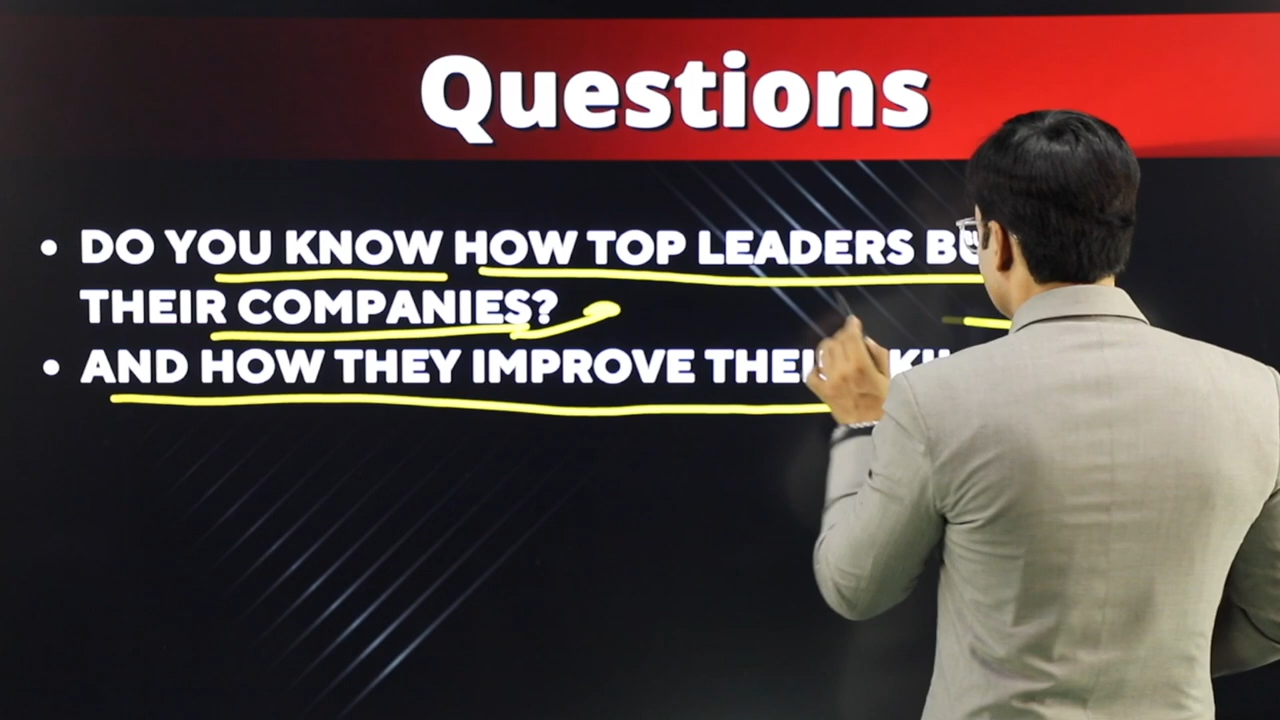 Questions
• DO YOU KNOW HOW TOP LEADERS
THEIR COMPANIES?
• AND HOW THEY IMPROVE